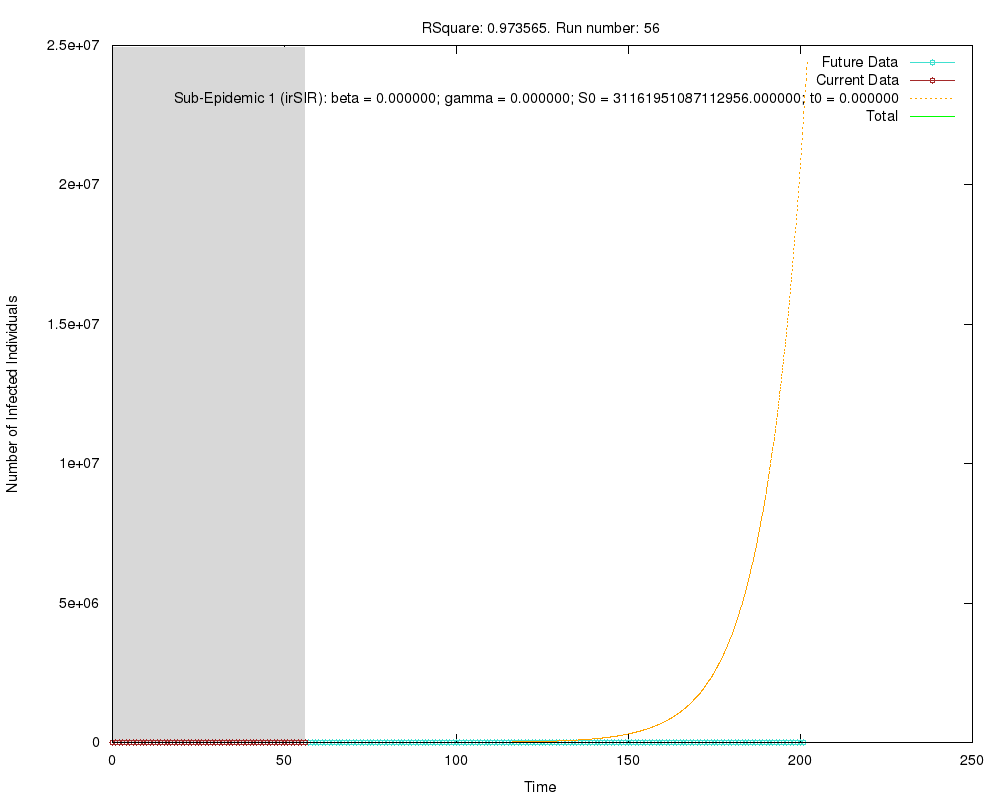 RSquare: 0.973565. Run number: 56
2.5e+07
2e+07
1.5e+07
1e+07
5e+06
0
Number of Infected Individuals
Future Data
Current Data
Sub-Epidemic 1 (irSIR): beta = 0.000000; gamma = 0.000000; S0 = 31161951087112956.000000; t0 = 0.000000
Total
0 50 100 150 200 250
Time